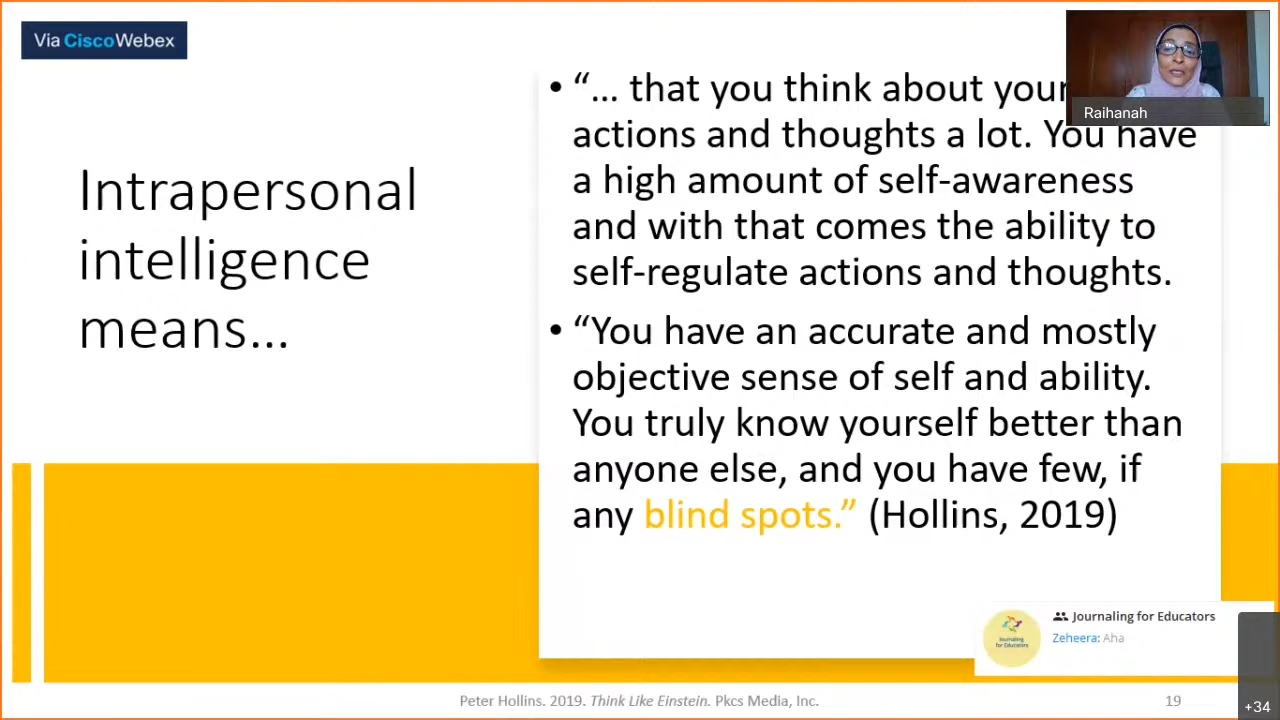 Via CiscoWebex
Intrapersonal
intelligence
means...
• “... that you think about your
actions and thoughts a lot. You have
a high amount of self-awareness
and with that comes the ability to
self-regulate actions and thoughts.
• “You have an accurate and mostly
objective sense of self and ability.
You truly know yourself better than
anyone else, and you have few, if
any blind spots.” (Hollins, 2019)
Raihanah
Journaling
for Educators
Journaling for Educators
Zeheera: Aha
Peter Hollins. 2019. Think Like Einstein. Pkcs Media, Inc.
19
+34